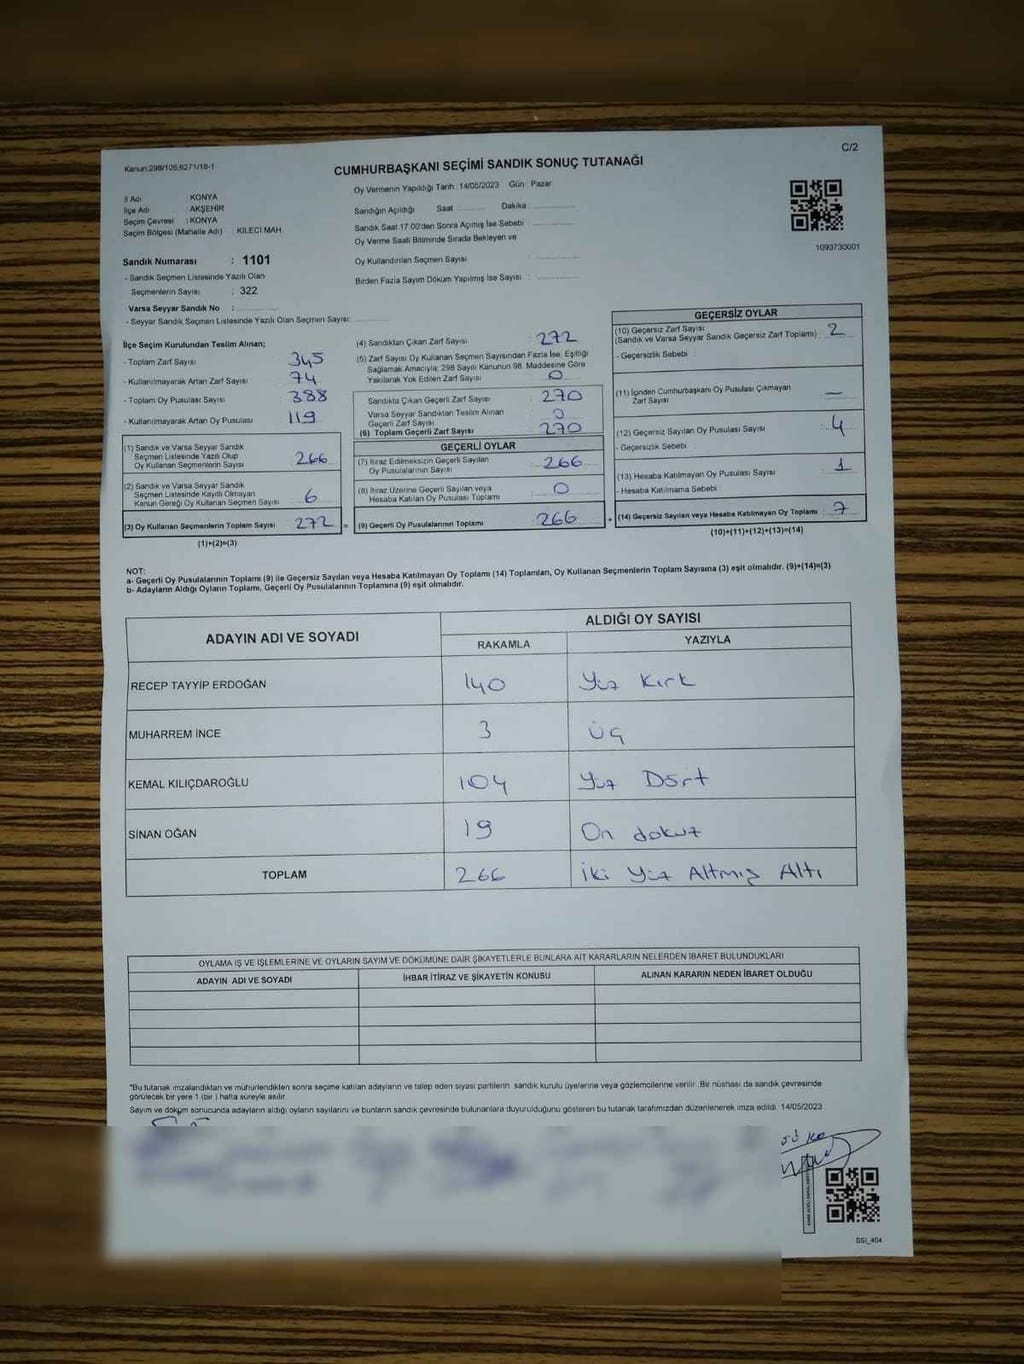 Kanun:298/105,6271/18-1
C/2
CUMHURBAŞKANI SEÇİMİ SANDIK SONUÇ TUTANAĞI
Oy Vermenin Yapıldığı Tarih : 14/05/2023 Gün : Pazar
İl Adı : KONYA
İlçe Adı : AKŞEHİR
Seçim Çevresi : KONYA
Seçim Bölgesi (Mahalle Adı) : KİLECİ MAH.
Sandığın Açıldığı Saat Dakika
Sandık Saat 17.00'den Sonra Açılmış İse Sebebi
Oy Verme Saati Bitiminde Sırada Bekleyen ve
Oy Kullandırılan Seçmen Sayısı
Birden Fazla Sayım Döküm Yapılmış İse Sayısı :
1093730001
Sandık Numarası : 1101
- Sandık Seçmen Listesinde Yazılı Olan
Seçmenlerin Sayısı : 322
Varsa Seyyar Sandık No :
- Seyyar Sandık Seçmen Listesinde Yazılı Olan Seçmen Sayısı:
İlçe Seçim Kurulundan Teslim Alınan;
- Toplam Zarf Sayısı 345
- Kullanılmayarak Artan Zarf Sayısı 74
- Toplam Oy Pusulası Sayısı 388
- Kullanılmayarak Artan Oy Pusulası 119
(1) Sandık ve Varsa Seyyar Sandık
Seçmen Listesinde Yazılı Olup
Oy Kullanan Seçmenlerin Sayısı 266
(2) Sandık ve Varsa Seyyar Sandık
Seçmen Listesinde Kayıtlı Olmayan
Kanun Gereği Oy Kullanan Seçmen Sayısı 6
(3) Oy Kullanan Seçmenlerin Toplam Sayısı 272 =
(1)+(2)=(3)
(4) Sandıktan Çıkan Zarf Sayısı 272
(5) Zarf Sayısı Oy Kullanan Seçmen Sayısından Fazla İse, Eşitliği
Sağlamak Amacıyla; 298 Sayılı Kanunun 98. Maddesine Göre
Yakılarak Yok Edilen Zarf Sayısı 0
Sandıkta Çıkan Geçerli Zarf Sayısı 270
Varsa Seyyar Sandıktan Teslim Alınan
Geçerli Zarf Sayısı 0
(6) Toplam Geçerli Zarf Sayısı 270
GEÇERLİ OYLAR
(7) İtiraz Edilmeksizin Geçerli Sayılan
Oy Pusulalarının Sayısı 266
(8) İtiraz Üzerine Geçerli Sayılan veya
Hesaba Katılan Oy Pusulası Toplamı 0
(9) Geçerli Oy Pusulalarının Toplamı 266 +
GEÇERSİZ OYLAR
(10) Geçersiz Zarf Sayısı
(Sandık ve Varsa Seyyar Sandık Geçersiz Zarf Toplamı) 2
- Geçersizlik Sebebi
(11) İçinden Cumhurbaşkanı Oy Pusulası Çıkmayan
Zarf Sayısı —
(12) Geçersiz Sayılan Oy Pusulası Sayısı 4
- Geçersizlik Sebebi
(13) Hesaba Katılmayan Oy Pusulası Sayısı 1
- Hesaba Katılmama Sebebi
(14) Geçersiz Sayılan veya Hesaba Katılmayan Oy Toplamı 7
(10)+(11)+(12)+(13)=(14)
NOT:
a- Geçerli Oy Pusulalarının Toplamı (9) ile Geçersiz Sayılan veya Hesaba Katılmayan Oy Toplamı (14) Toplamları, Oy Kullanan Seçmenlerin Toplam Sayısına (3) eşit olmalıdır. (9)+(14)=(3)
b- Adayların Aldığı Oyların Toplamı, Geçerli Oy Pusulalarının Toplamına (9) eşit olmalıdır.
ADAYIN ADI VE SOYADI
ALDIĞI OY SAYISI
RAKAMLA YAZIYLA
RECEP TAYYİP ERDOĞAN 140 Yüz Kırk
MUHARREM İNCE 3 Üç
KEMAL KILIÇDAROĞLU 104 Yüz Dört
SİNAN OĞAN 19 On dokuz
TOPLAM 266 İki Yüz Altmış Altı
OYLAMA İŞ VE İŞLEMLERİNE VE OYLARIN SAYIM VE DÖKÜMÜNE DAİR ŞİKAYETLERLE BUNLARA AİT KARARLARIN NELERDEN İBARET BULUNDUKLARI
ADAYIN ADI VE SOYADI İHBAR İTİRAZ VE ŞİKAYETİN KONUSU ALINAN KARARIN NEDEN İBARET OLDUĞU
*Bu tutanak imzalandıktan ve mühürlendikten sonra seçime katılan adayların ve talep eden siyasi partilerin sandık kurulu üyelerine veya gözlemcilerine verilir. Bir nüshası da sandık çevresinde
görülecek bir yere 1 (bir ) hafta süreyle asılır.
Sayım ve döküm sonucunda adayların aldığı oyların sayılarını ve bunların sandık çevresinde bulunanlara duyurulduğunu gösteren bu tutanak tarafımızdan düzenlenerek imza edildi. 14/05/2023
SSİ_404